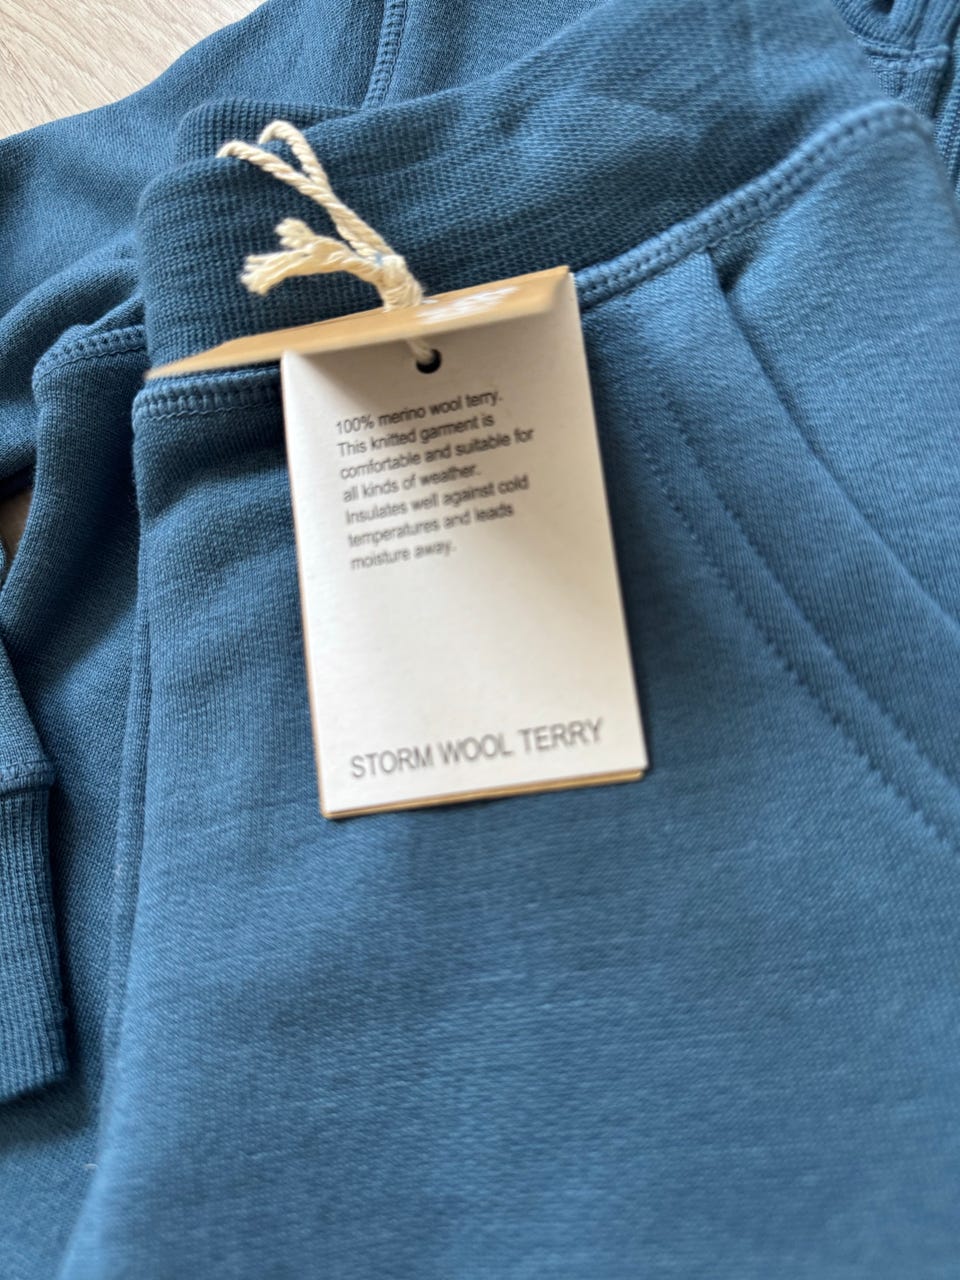 100% merino wool terry.
This knitted garment is
comfortable and suitable for
all kinds of weather.
Insulates well against cold
temperatures and leads
moisture away.
STORM WOOL TERRY